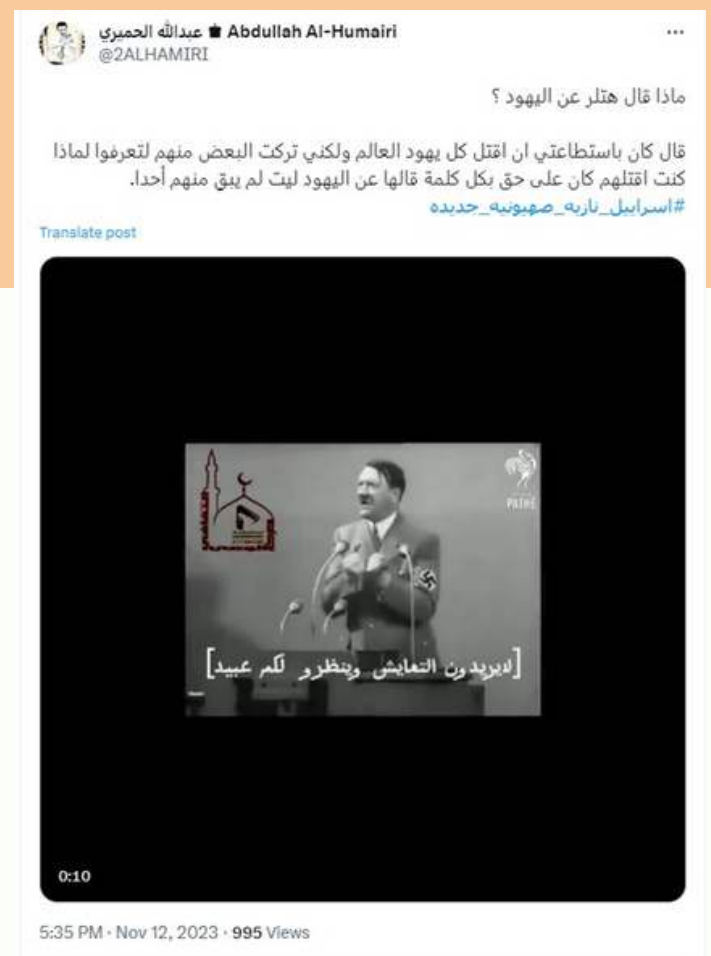 عبدالله الحميري Abdullah Al-Humairi
@2ALHAMIRI
ماذا قال هتلر عن اليهود ؟
قال كان باستطاعتي ان اقتل كل يهود العالم ولكني تركت البعض منهم لتعرفوا لماذا
كنت اقتلهم كان على حق بكل كلمة قالها عن اليهود ليت لم يبق منهم أحدا.
#اسرائيل_نازيه_صهيونيه_جديده
Translate post
PATHÉ
[لايريدون التعايش وينظرو لكم عبيد]
0:10
5:35 PM · Nov 12, 2023 · 995 Views